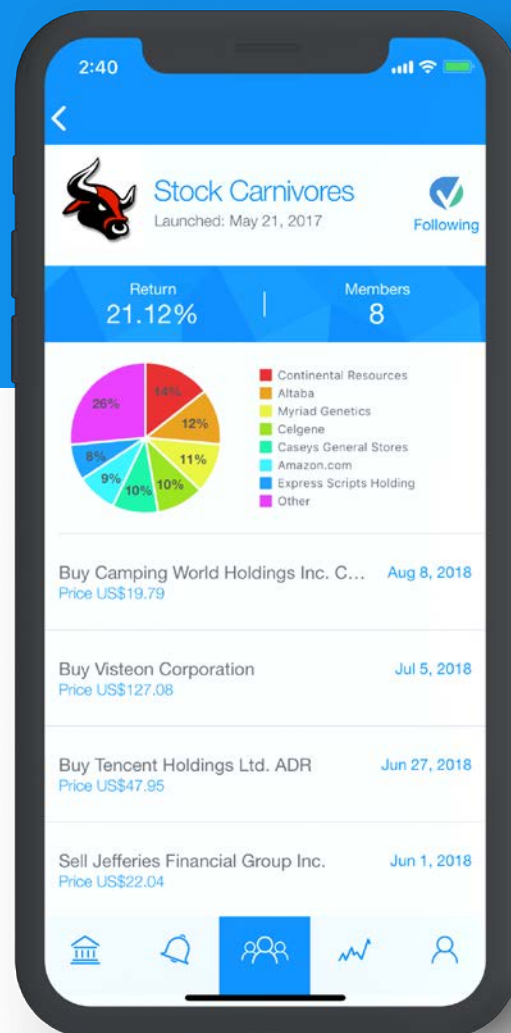 2:40
Stock Carnivores
Launched: May 21, 2017
Following
Return
21.12%
Members
8
14%
12%
11%
10%
10%
9%
8%
26%
Continental Resources
Altaba
Myriad Genetics
Celgene
Caseys General Stores
Amazon.com
Express Scripts Holding
Other
Buy Camping World Holdings Inc. C... Aug 8, 2018
Price US$19.79
Buy Visteon Corporation Jul 5, 2018
Price US$127.08
Buy Tencent Holdings Ltd. ADR Jun 27, 2018
Price US$47.95
Sell Jefferies Financial Group Inc. Jun 1, 2018
Price US$22.04